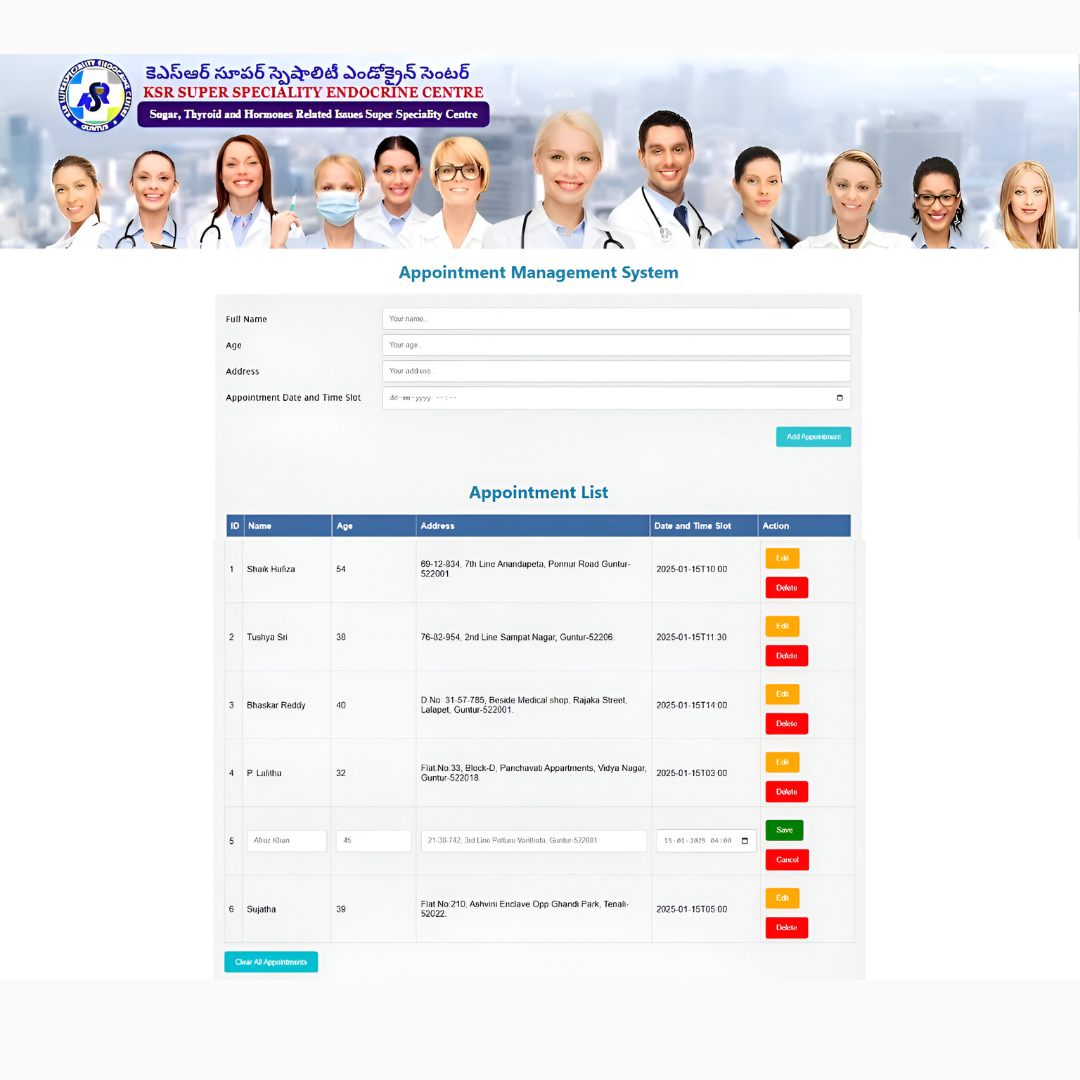 కెఎస్ఆర్ సూపర్ స్పెషాలిటీ ఎండోక్రైన్ సెంటర్
KSR SUPER SPECIALITY ENDOCRINE CENTRE
Sugar, Thyroid and Hormones Related Issues Super Speciality Centre
KSR
GUNTUR
Appointment Management System
Full Name Your name..
Age Your age..
Address Your address..
Appointment Date and Time Slot dd-mm-yyyy --:--
Add Appointment
Appointment List
ID Name Age Address Date and Time Slot Action
1 Shaik Hafiza 54 69-12-834, 7th Line Anandapeta, Ponnur Road Guntur-
522001. 2025-01-15T10:00 Edit
Delete
2 Tushya Sri 38 76-82-954, 2nd Line Sampat Nagar, Guntur-52206. 2025-01-15T11:30 Edit
Delete
3 Bhaskar Reddy 40 D.No: 31-57-785, Beside Medical shop, Rajaka Street,
Lalapet, Guntur-522001. 2025-01-15T14:00 Edit
Delete
4 P. Lalitha 32 Flat.No.33, Block-D, Panchavati Appartments, Vidya Nagar,
Guntur-522018. 2025-01-15T03:00 Edit
Delete
5 Afroz Khan 45 21-38-742, 3rd Line Guntur-522001. 15-01-2025 04:00 Save
Cancel
6 Sujatha 39 Flat No:210, Ashvini Enclave Opp Ghandi Park, Tenali-
52022. 2025-01-15T05:00 Edit
Delete
Clear All Appointments